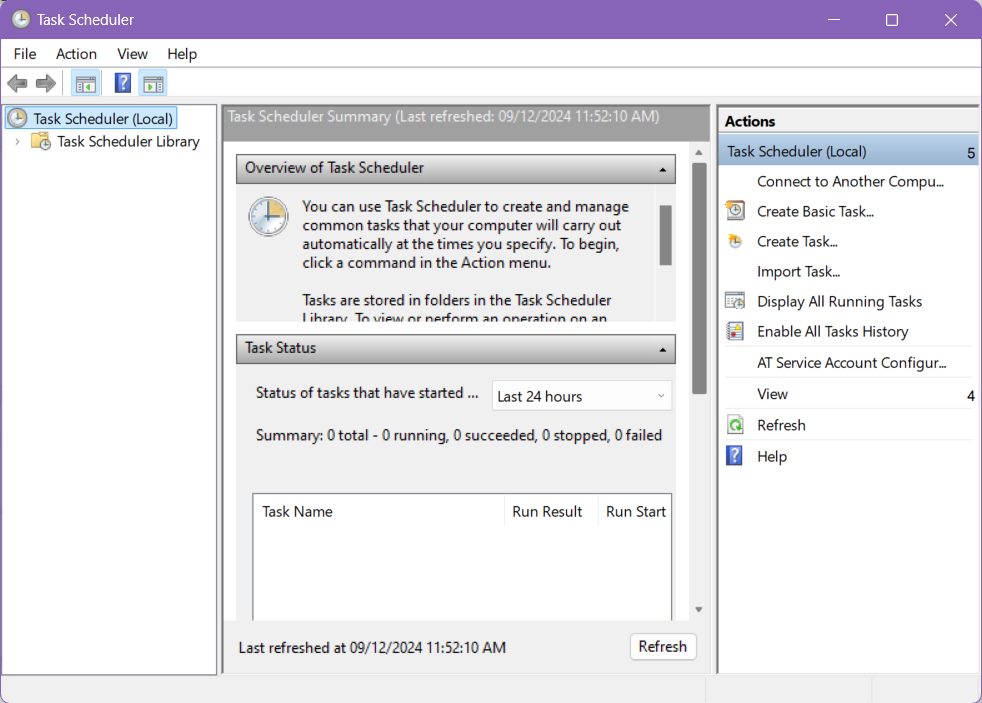 Task Scheduler
File Action View Help
?
Task Scheduler (Local)
Task Scheduler Library
Task Scheduler Summary (Last refreshed: 09/12/2024 11:52:10 AM)
Overview of Task Scheduler
You can use Task Scheduler to create and manage
common tasks that your computer will carry out
automatically at the times you specify. To begin,
click a command in the Action menu.
Tasks are stored in folders in the Task Scheduler
Library. To view or perform an operation on an
Task Status
Status of tasks that have started ... Last 24 hours
Summary: 0 total - 0 running, 0 succeeded, 0 stopped, 0 failed
Task Name Run Result Run Start
Last refreshed at 09/12/2024 11:52:10 AM Refresh
Actions
Task Scheduler (Local) 5
Connect to Another Compu...
Create Basic Task...
Create Task...
Import Task...
Display All Running Tasks
Enable All Tasks History
AT Service Account Configur...
View 4
Refresh
? Help